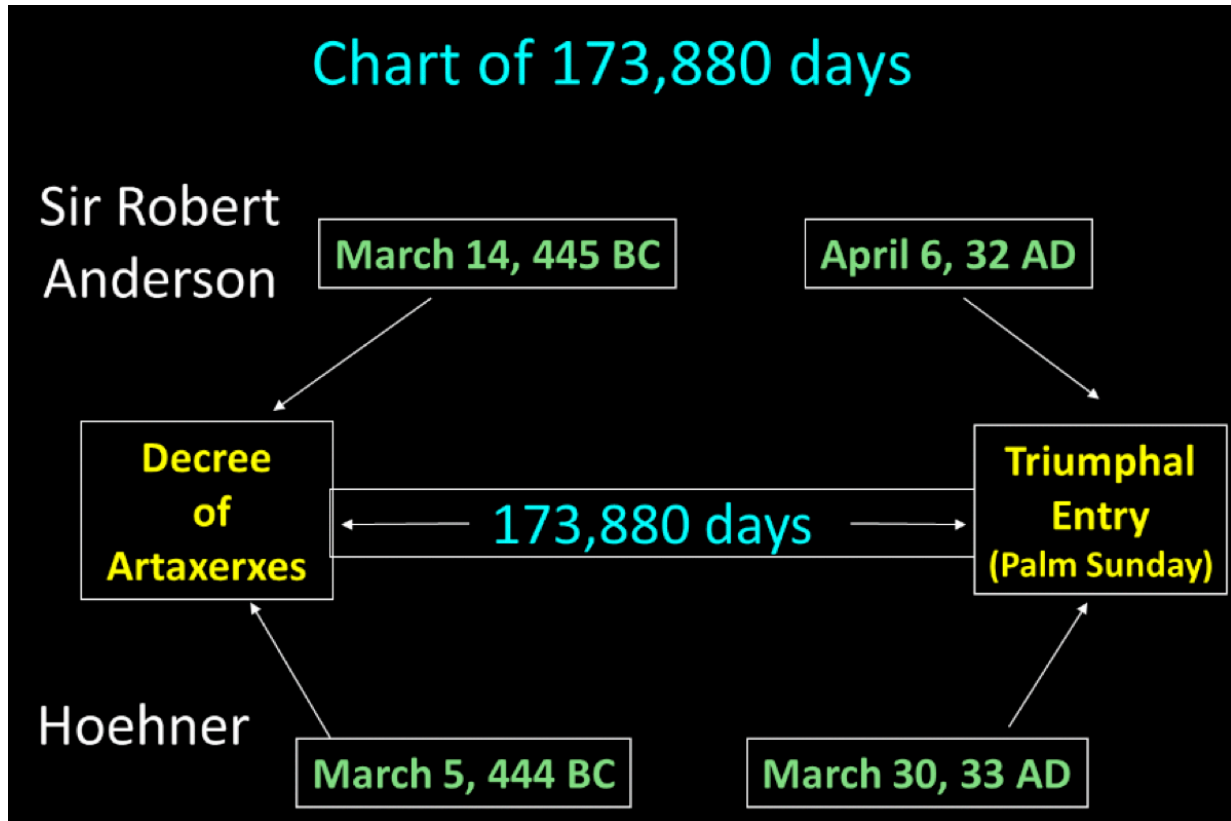 Chart of 173,880 days
Sir Robert
Anderson
March 14, 445 BC
April 6, 32 AD
Decree
of
Artaxerxes
173,880 days
Triumphal
Entry
(Palm Sunday)
Hoehner
March 5, 444 BC
March 30, 33 AD